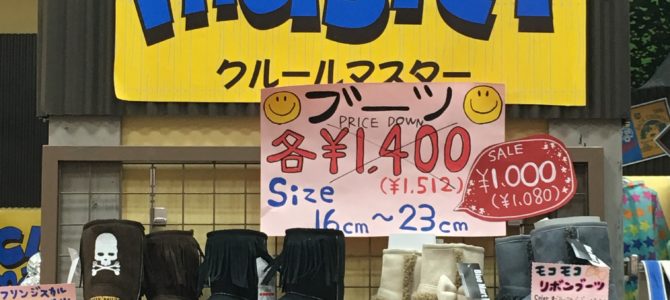 クルールマスター
ブーツ
PRICE DOWN
各¥1.400
(¥1.512)
Size
16cm～23cm
SALE
¥1.000
(¥1.080)
モコモコ
リボンブーツ